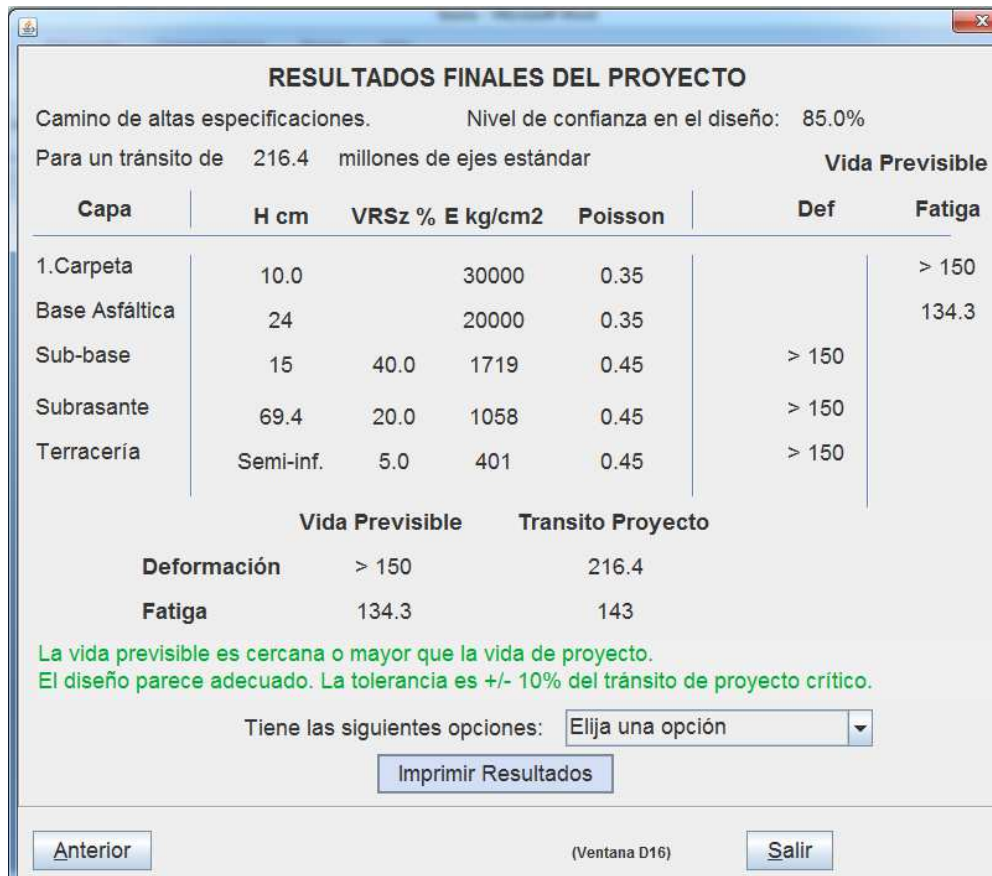 RESULTADOS FINALES DEL PROYECTO
Camino de altas especificaciones. Nivel de confianza en el diseño: 85.0%
Para un tránsito de 216.4 millones de ejes estándar
Vida Previsible
Capa H cm VRSz % E kg/cm2 Poisson Def Fatiga
1.Carpeta 10.0 30000 0.35 > 150
Base Asfáltica 24 20000 0.35 134.3
Sub-base 15 40.0 1719 0.45 > 150
Subrasante 69.4 20.0 1058 0.45 > 150
Terracería Semi-inf. 5.0 401 0.45 > 150
Vida Previsible Transito Proyecto
Deformación > 150 216.4
Fatiga 134.3 143
La vida previsible es cercana o mayor que la vida de proyecto.
El diseño parece adecuado. La tolerancia es +/- 10% del tránsito de proyecto crítico.
Tiene las siguientes opciones: Elija una opción
Imprimir Resultados
Anterior (Ventana D16) Salir